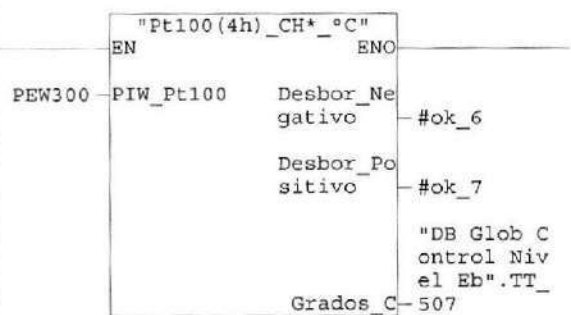 "Pt100(4h)_CH*_°C"
EN ENO
PEW300 PIW_Pt100 Desbor_Ne
gativo #ok_6
Desbor_Po
sitivo #ok_7
"DB Glob C
ontrol Niv
el Eb".TT_
Grados_C 507